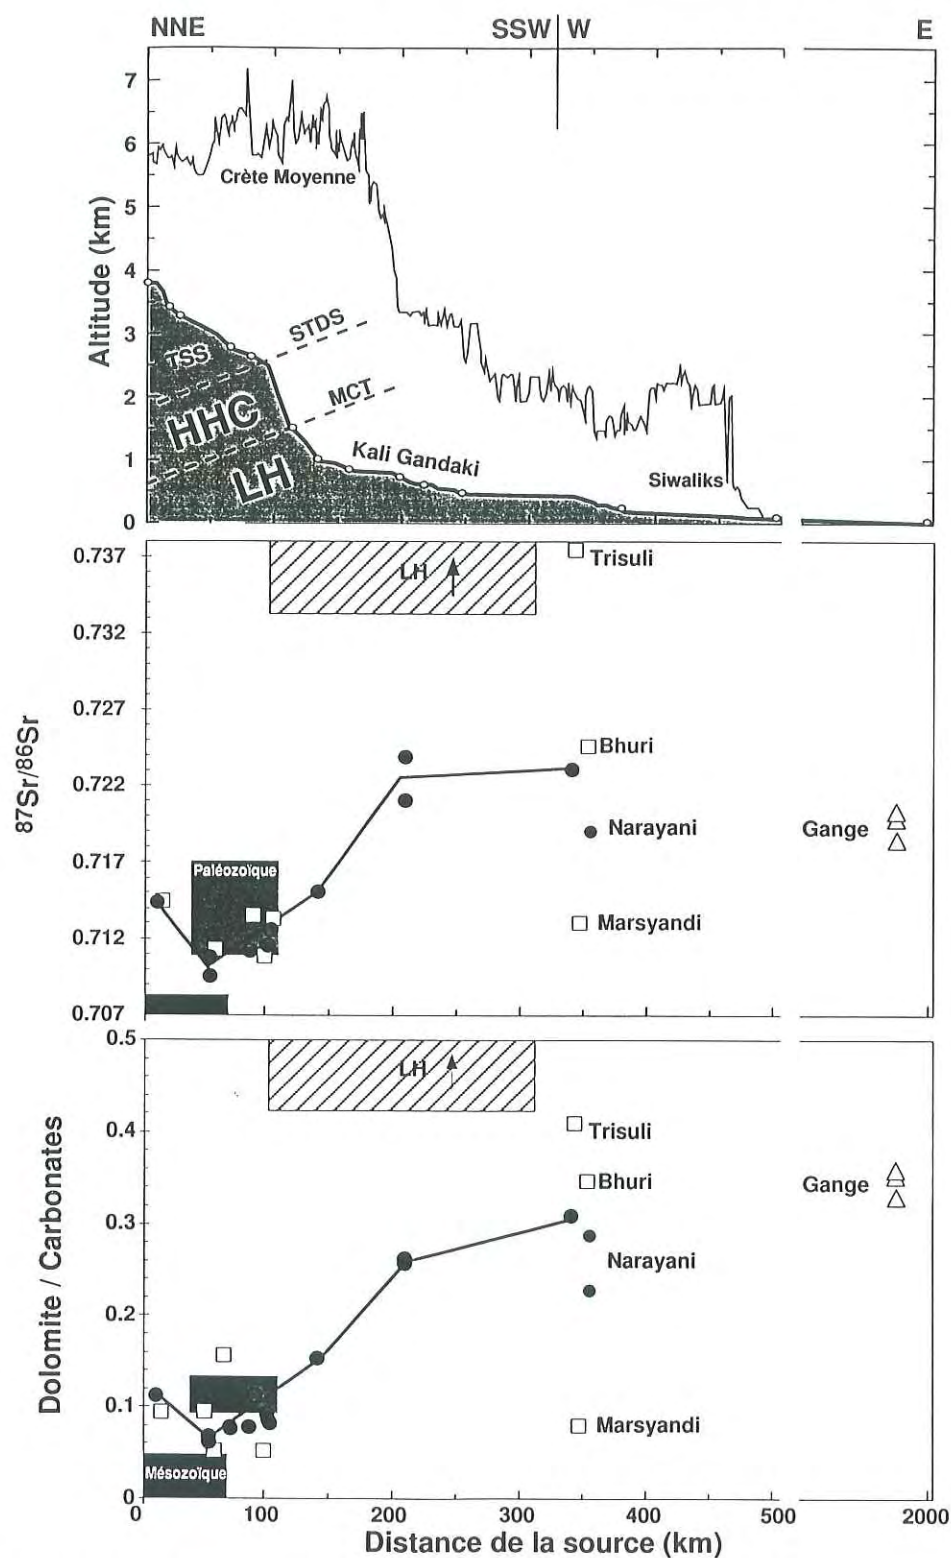 NNE
SSW
W
E
7
6
5
4
3
2
1
0
Altitude (km)
Crète Moyenne
STDS
TSS
MCT
HHC
LH
Kali Gandaki
Siwaliks
0.737
0.732
0.727
0.722
0.717
0.712
0.707
87Sr/86Sr
LH
Trisuli
Bhuri
Narayani
Gange
Marsyandi
Paléozoïque
0.5
0.4
0.3
0.2
0.1
0
Dolomite / Carbonates
LH
Trisuli
Bhuri
Gange
Narayani
Marsyandi
Mésozoïque
0
100
200
300
400
500
2000
Distance de la source (km)